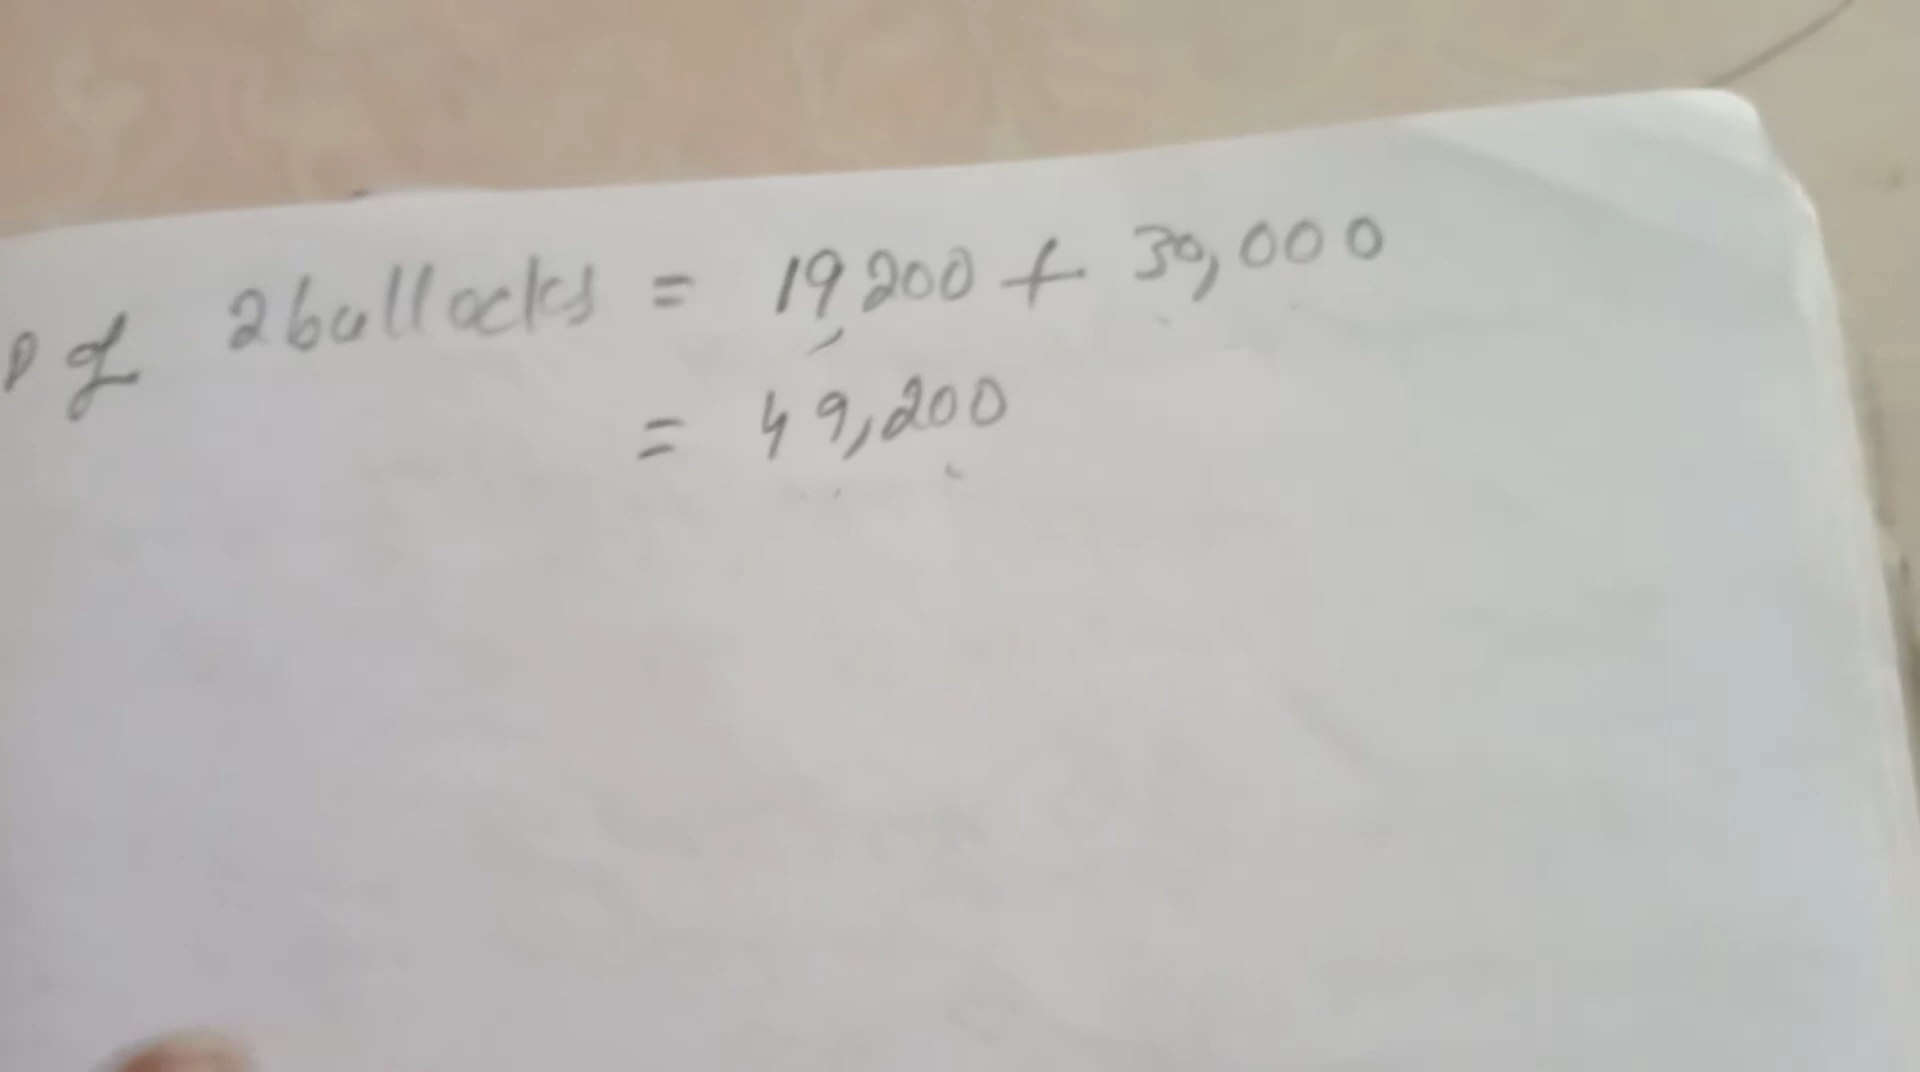 P of 2bullocks = 19,200 + 30,000
= 49,200